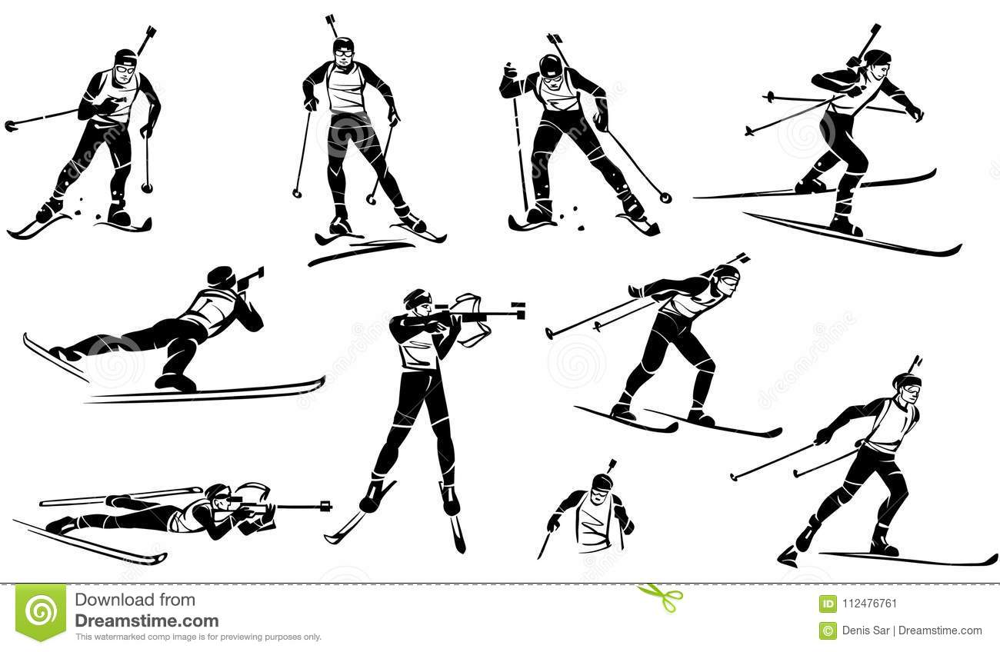 Download from
Dreamstime.com
This watermarked comp image is for previewing purposes only.
ID 112476761
© Denis Sar | Dreamstime.com